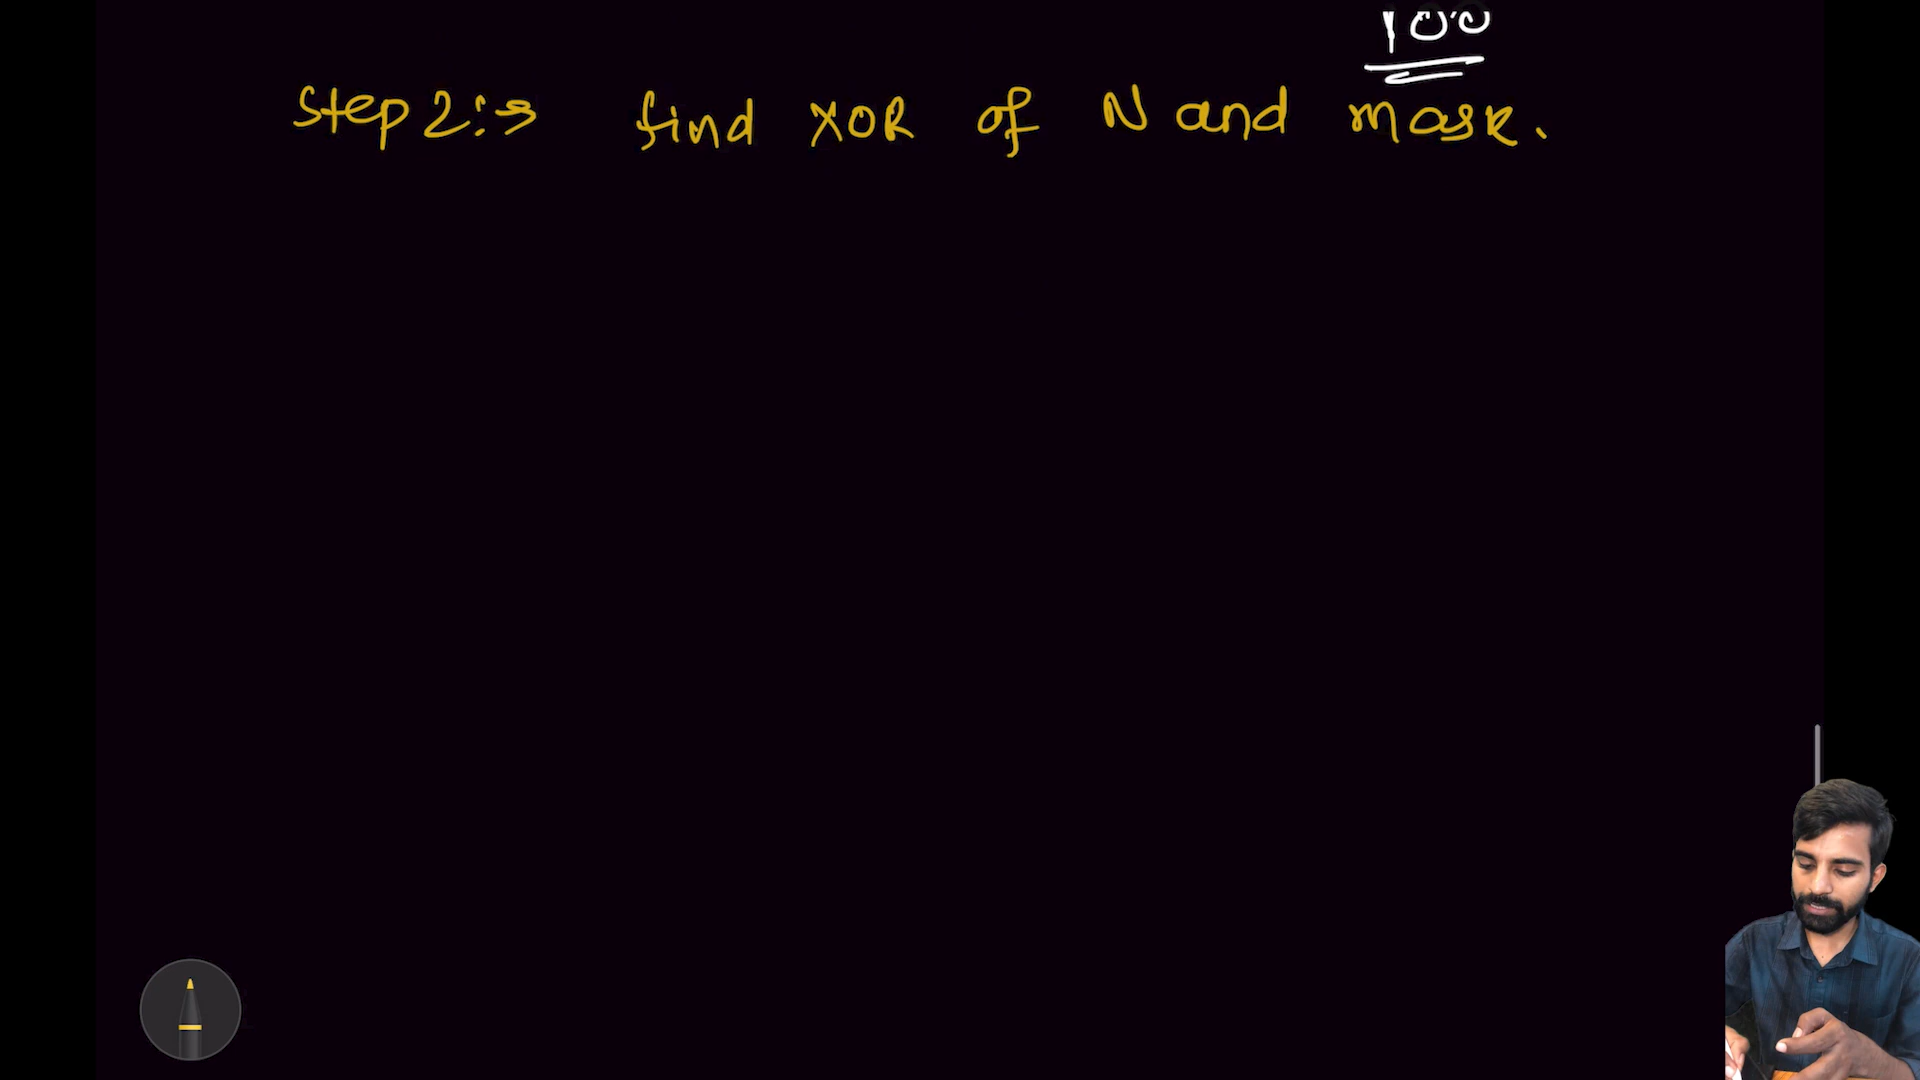 100
Step 2:→ find XOR of N and mask.